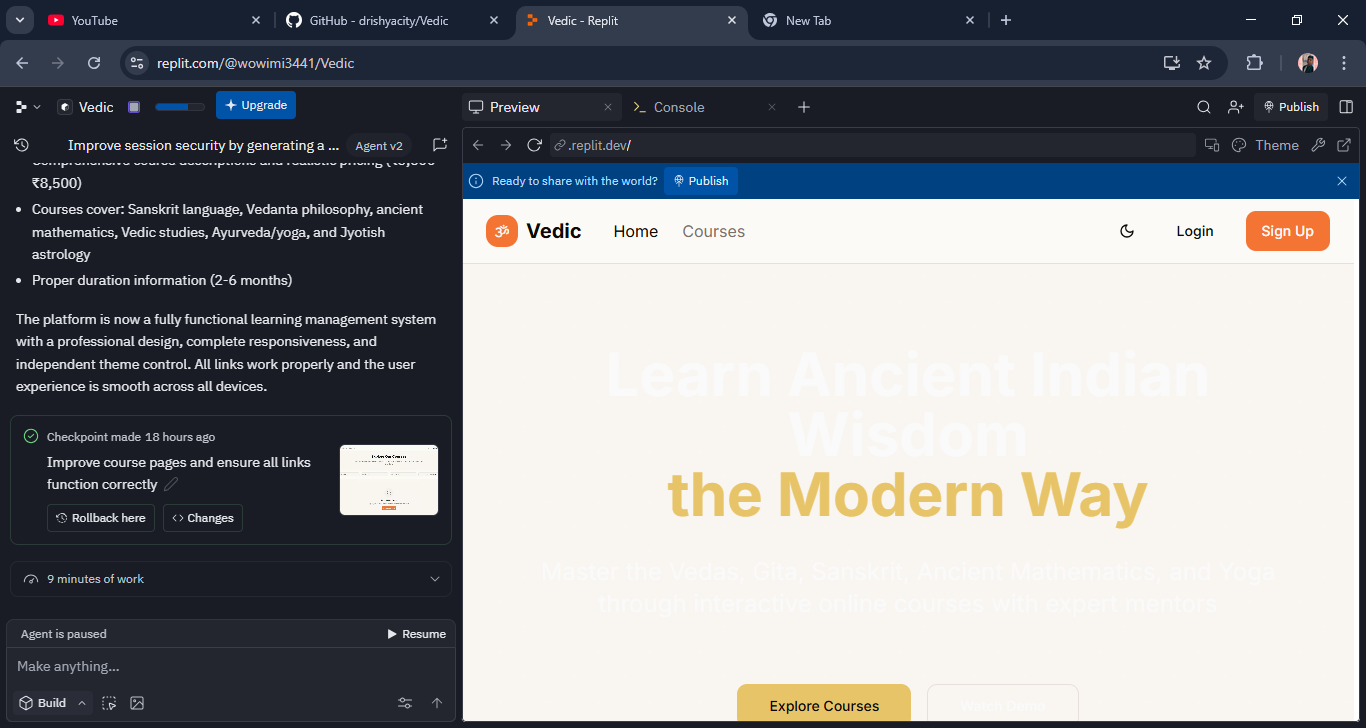 YouTube
GitHub - drishyacity/Vedic
Vedic - Replit
New Tab
replit.com/@wowimi3441/Vedic
Vedic
Upgrade
Improve session security by generating a ...
Agent v2
₹8,500)
Courses cover: Sanskrit language, Vedanta philosophy, ancient
mathematics, Vedic studies, Ayurveda/yoga, and Jyotish
astrology
Proper duration information (2-6 months)
The platform is now a fully functional learning management system
with a professional design, complete responsiveness, and
independent theme control. All links work properly and the user
experience is smooth across all devices.
Checkpoint made 18 hours ago
Improve course pages and ensure all links
function correctly
Rollback here
Changes
9 minutes of work
Agent is paused
Resume
Make anything...
Build
Preview
Console
Publish
.replit.dev/
Theme
Ready to share with the world?
Publish
ॐ
Vedic
Home
Courses
Login
Sign Up
Learn Ancient Indian
Wisdom
the Modern Way
Master the Vedas, Gita, Sanskrit, Ancient Mathematics, and Yoga
through interactive online courses with expert mentors
Explore Courses
Watch Demo